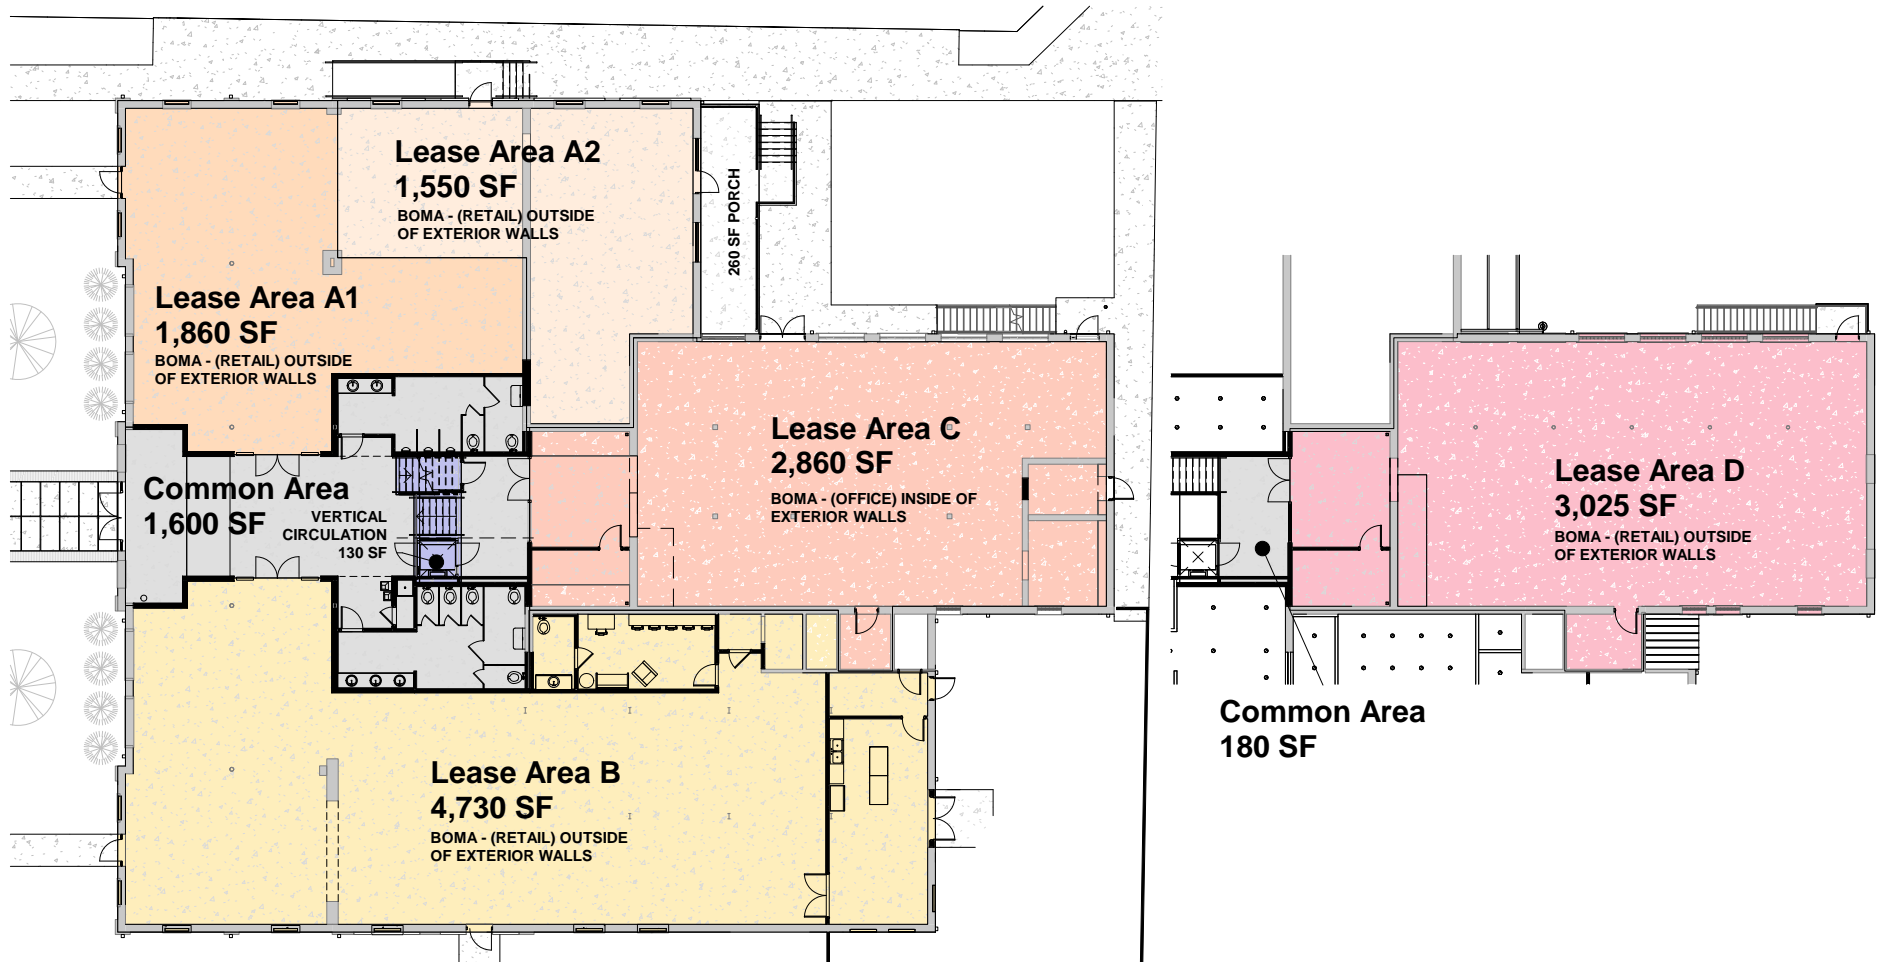 Lease Area A2
1,550 SF
BOMA - (RETAIL) OUTSIDE
OF EXTERIOR WALLS
260 SF PORCH
Lease Area A1
1,860 SF
BOMA - (RETAIL) OUTSIDE
OF EXTERIOR WALLS
Common Area
1,600 SF
VERTICAL
CIRCULATION
130 SF
Lease Area C
2,860 SF
BOMA - (OFFICE) INSIDE OF
EXTERIOR WALLS
Lease Area B
4,730 SF
BOMA - (RETAIL) OUTSIDE
OF EXTERIOR WALLS
Lease Area D
3,025 SF
BOMA - (RETAIL) OUTSIDE
OF EXTERIOR WALLS
Common Area
180 SF